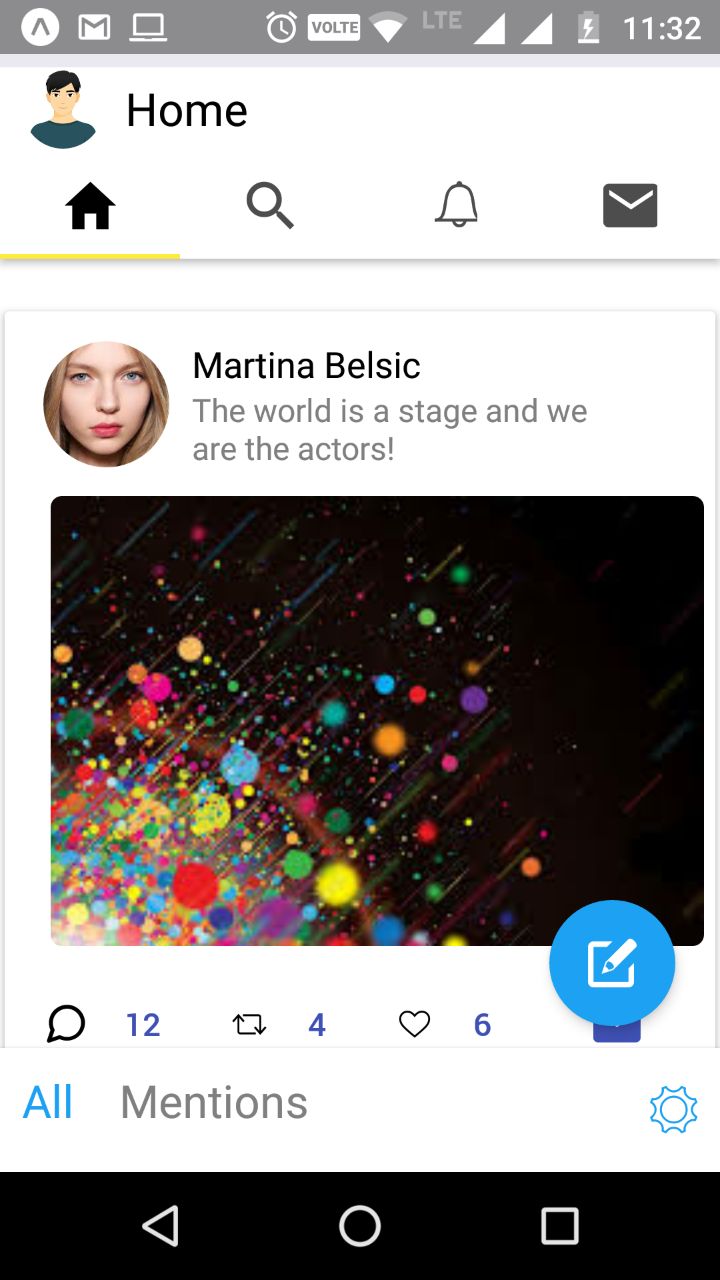 VOLTE LTE 11:32
Home
Martina Belsic
The world is a stage and we
are the actors!
12 4 6
All Mentions